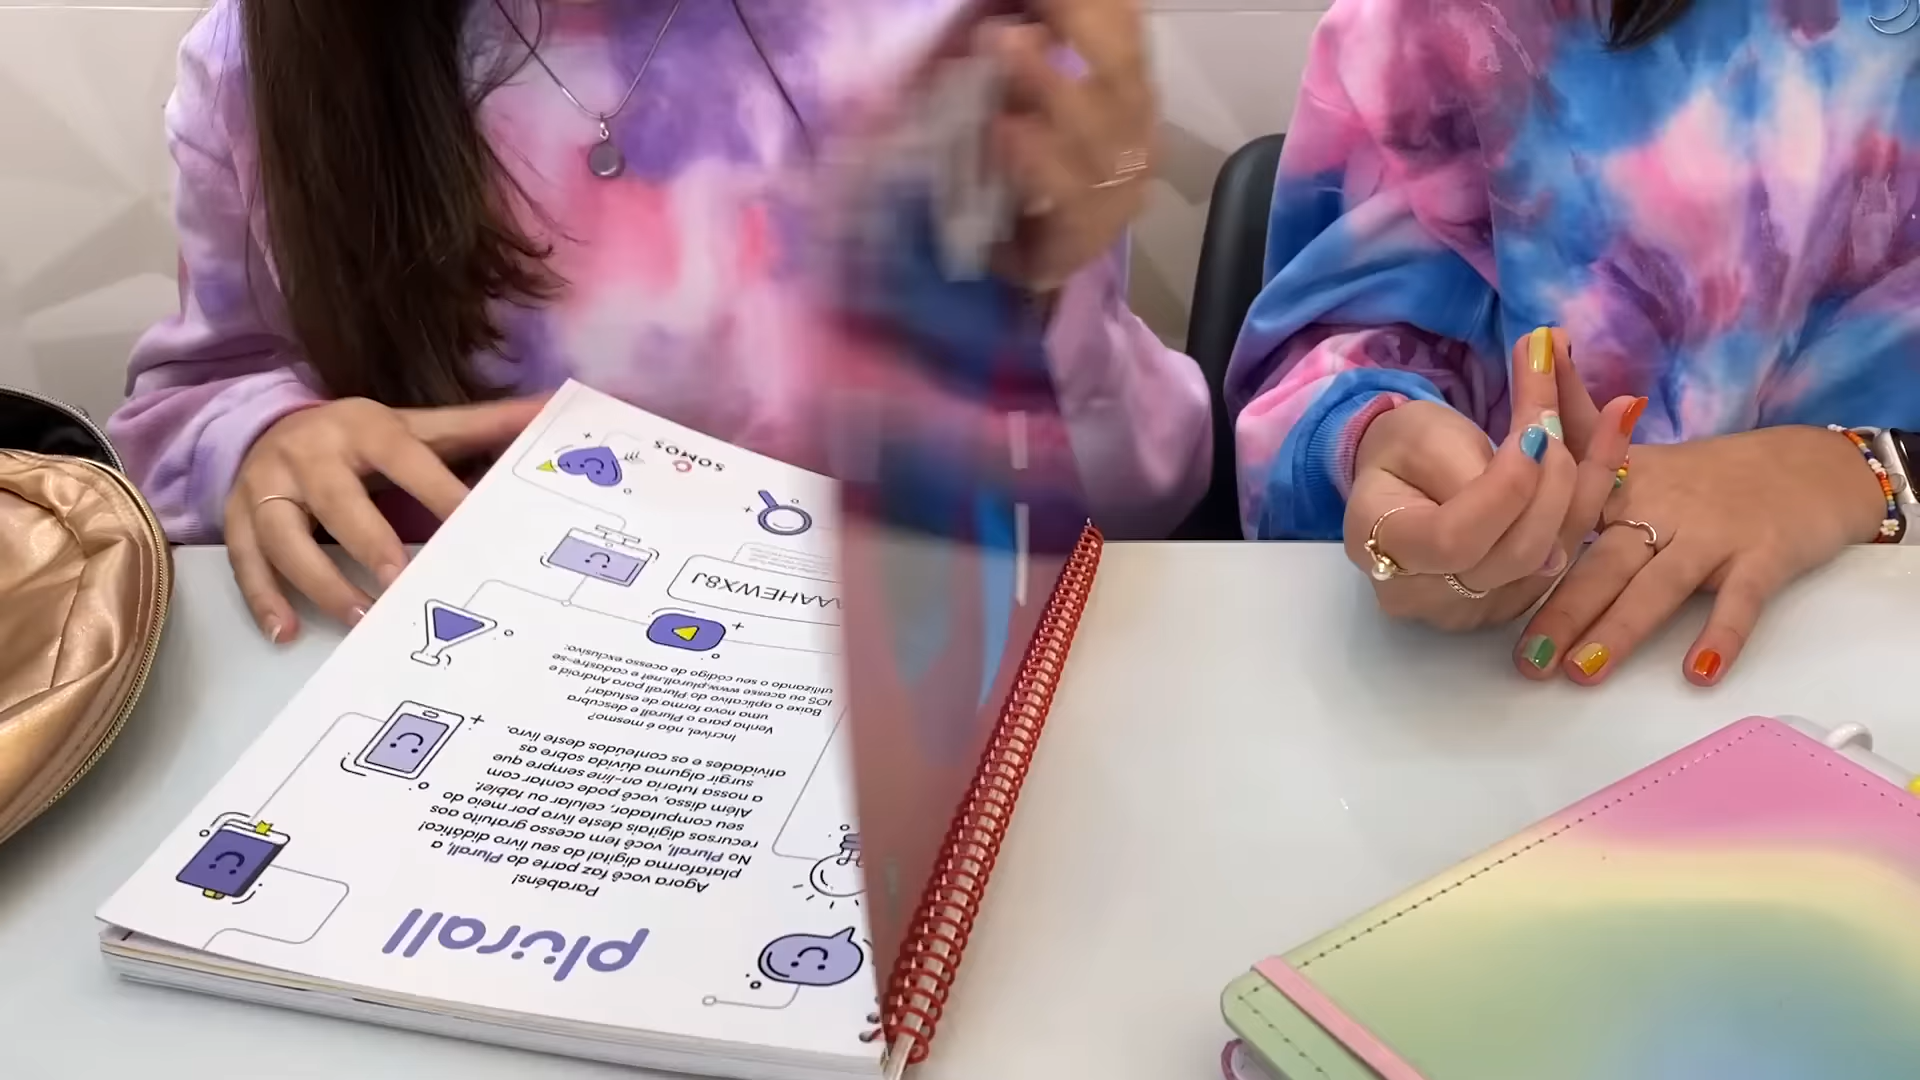 plurall
Parabéns!
Agora você faz parte do Plurall, a
plataforma digital do seu livro didático!
No Plurall, você tem acesso gratuito aos
recursos digitais deste livro por meio do
seu computador, celular ou tablet.
Além disso, você pode contar com
a nossa tutoria on-line sempre que
surgir alguma dúvida sobre as
atividades e os conteúdos deste livro.
Incrível, não é mesmo?
Venha para o Plurall e descubra
uma nova forma de estudar!
Baixe o aplicativo do Plurall para Android e
IOS ou acesse www.plurall.net e cadastre-se
utilizando o seu código de acesso exclusivo:
AAHEWX8J
SOMOS